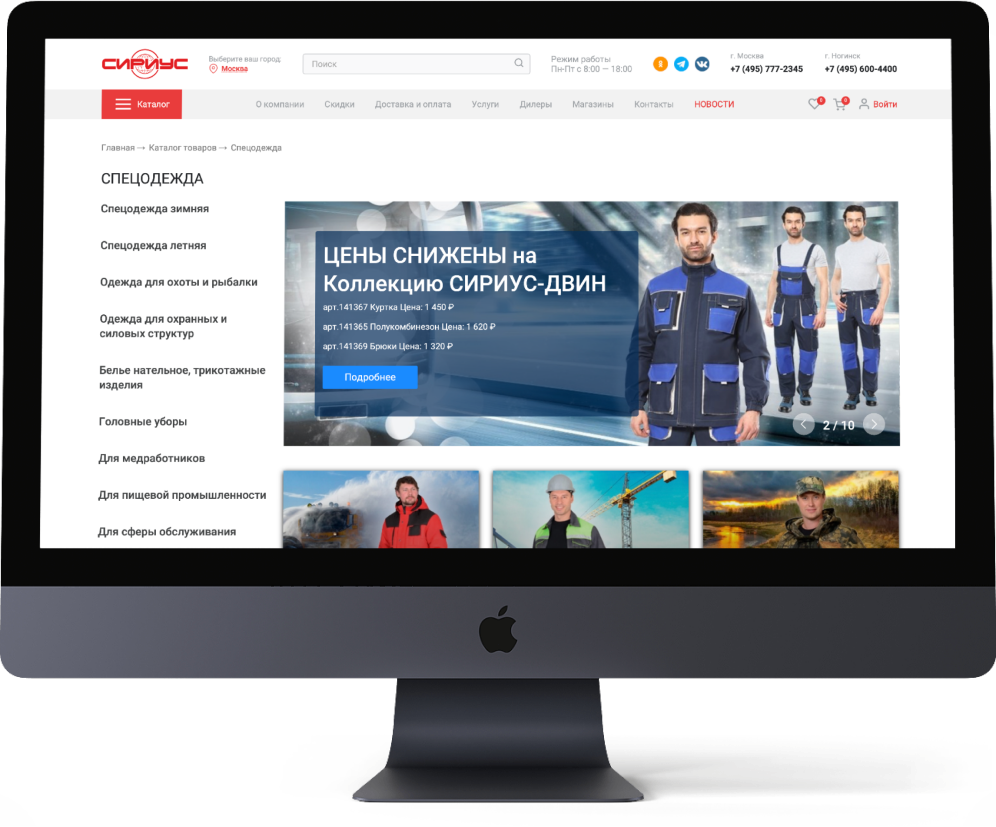 СИРИУС
Выберите ваш город:
Москва
Поиск
Режим работы
Пн-Пт с 8:00 — 18:00
г. Москва
+7 (495) 777-2345
г. Ногинск
+7 (495) 600-4400
Каталог
О компании
Скидки
Доставка и оплата
Услуги
Дилеры
Магазины
Контакты
НОВОСТИ
Войти
Главная → Каталог товаров → Спецодежда
СПЕЦОДЕЖДА
Спецодежда зимняя
Спецодежда летняя
Одежда для охоты и рыбалки
Одежда для охранных и
силовых структур
Белье нательное, трикотажные
изделия
Головные уборы
Для медработников
Для пищевой промышленности
Для сферы обслуживания
ЦЕНЫ СНИЖЕНЫ на
Коллекцию СИРИУС-ДВИН
арт.141367 Куртка Цена: 1 450 ₽
арт.141365 Полукомбинезон Цена: 1 620 ₽
арт.141369 Брюки Цена: 1 320 ₽
Подробнее
2 / 10